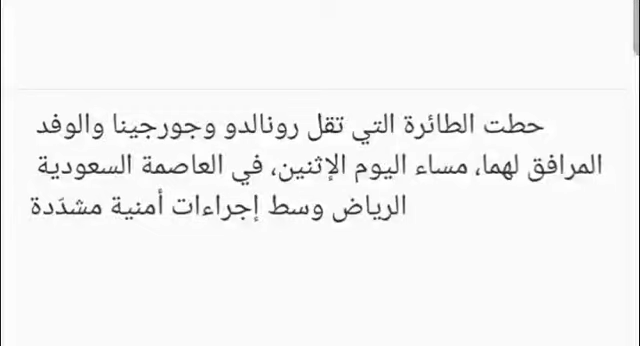 حطت الطائرة التي تقل رونالدو وجورجينا والوفد
المرافق لهما، مساء اليوم الإثنين، في العاصمة السعودية
الرياض وسط إجراءات أمنية مشدَدة